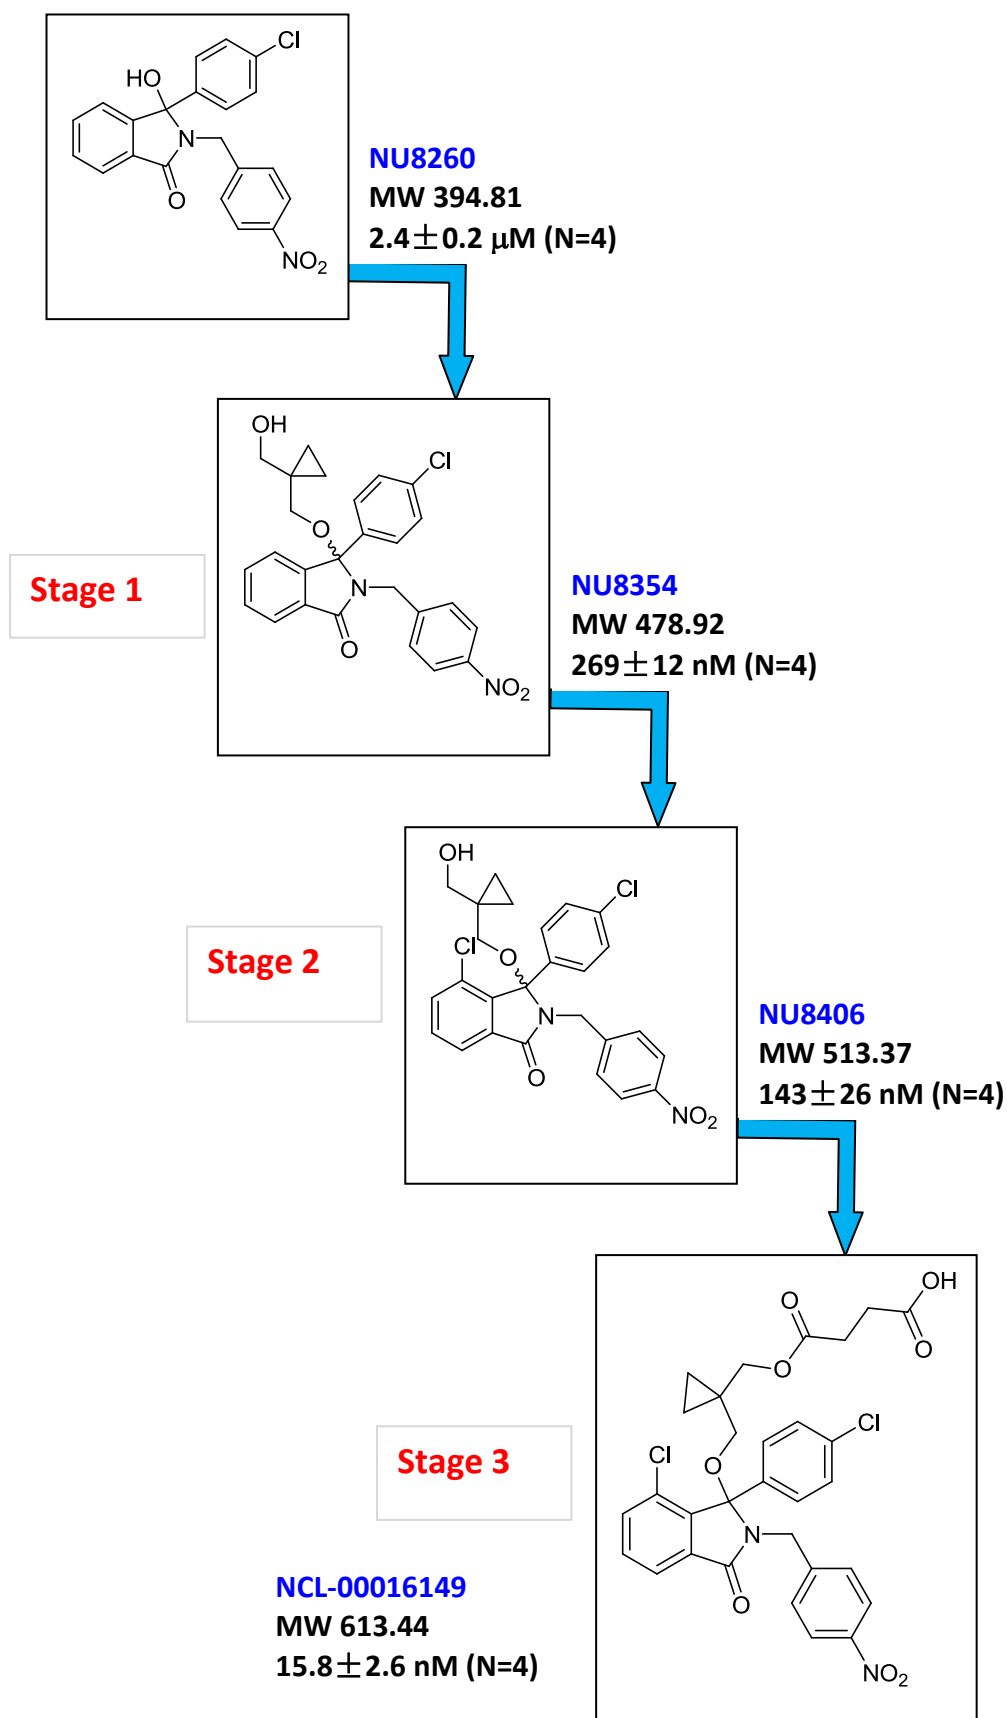 Cl
HO
N
O
NO2
NU8260
MW 394.81
2.4±0.2 μM (N=4)
OH
Cl
O
N
O
NO2
Stage 1
NU8354
MW 478.92
269±12 nM (N=4)
OH
Cl
Cl
O
N
O
NO2
Stage 2
NU8406
MW 513.37
143±26 nM (N=4)
OH
O
O
O
Cl
Cl
O
N
O
NO2
Stage 3
NCL-00016149
MW 613.44
15.8±2.6 nM (N=4)